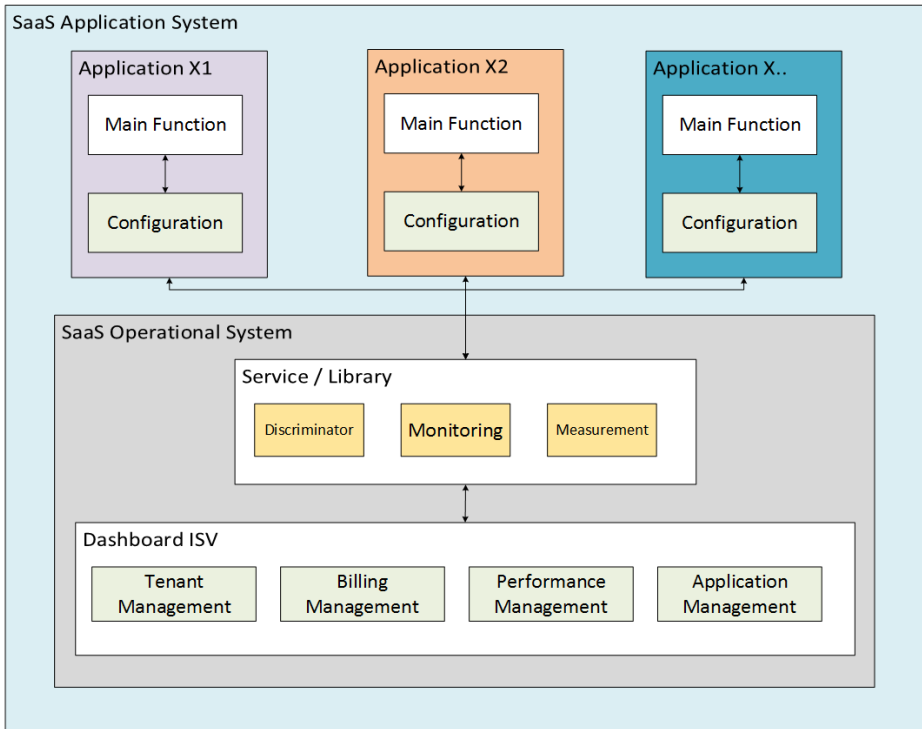 SaaS Application System
Application X1
Main Function
Configuration
Application X2
Main Function
Configuration
Application X..
Main Function
Configuration
SaaS Operational System
Service / Library
Discriminator
Monitoring
Measurement
Dashboard ISV
Tenant
Management
Billing
Management
Performance
Management
Application
Management